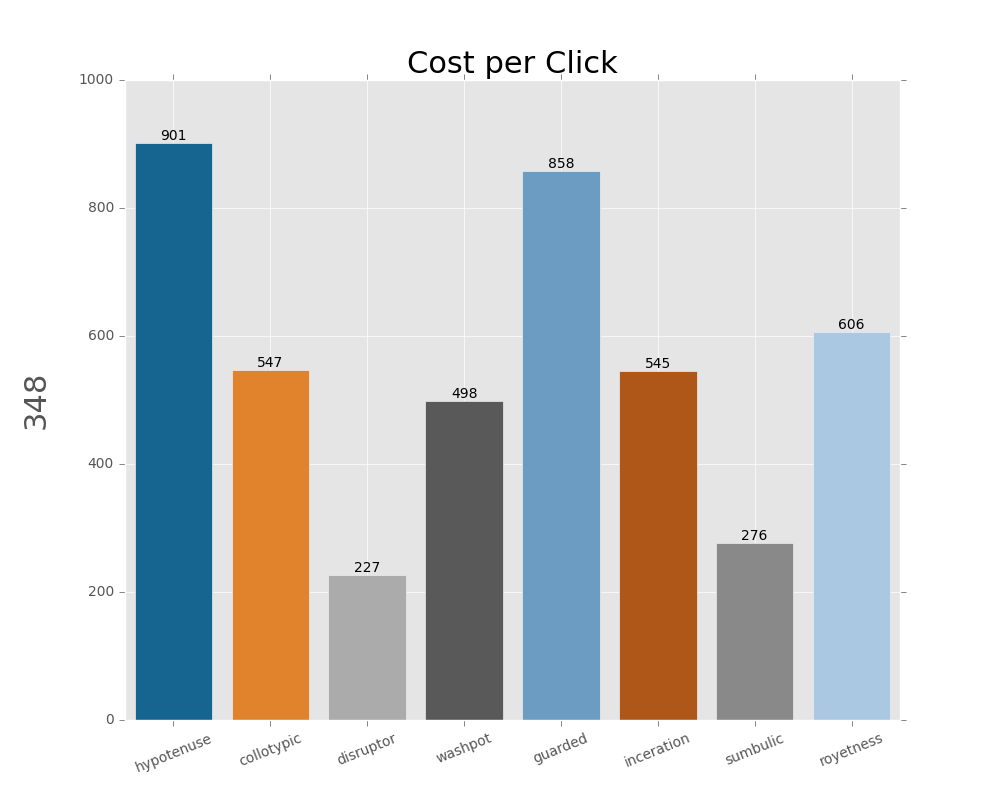 Cost per Click
348
1000
800
600
400
200
0
901
547
227
498
858
545
276
606
hypotenuse
collotypic
disruptor
washpot
guarded
inceration
sumbulic
royetness